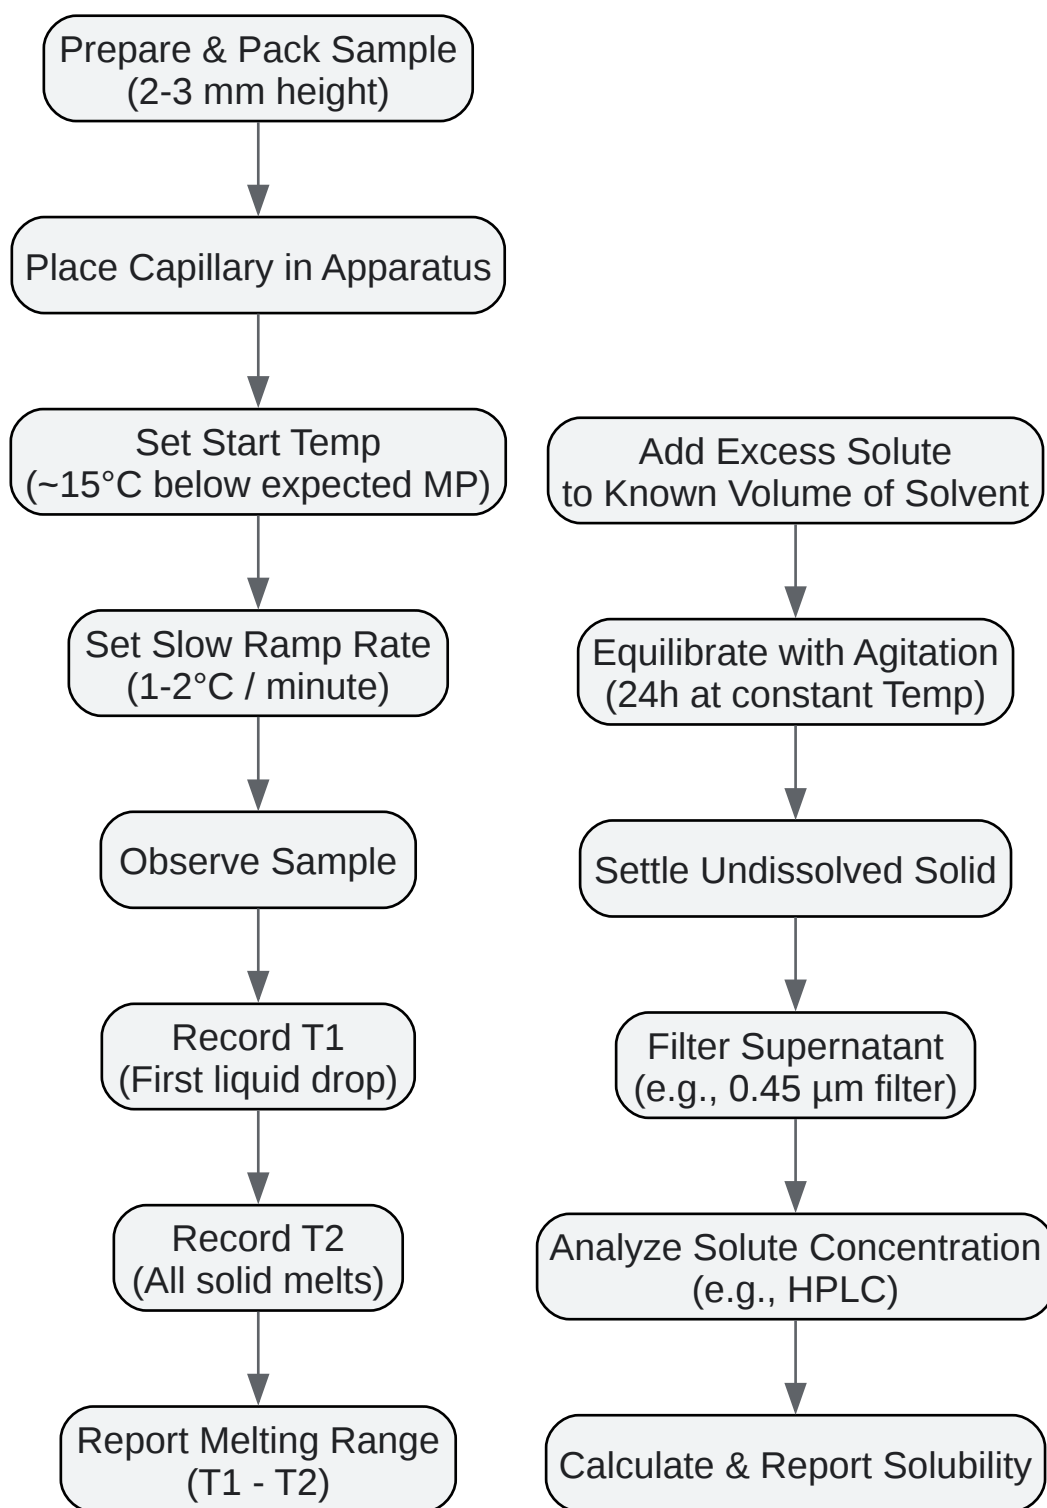 Prepare & Pack Sample
(2-3 mm height)
Place Capillary in Apparatus
Set Start Temp
(~15°C below expected MP)
Set Slow Ramp Rate
(1-2°C / minute)
Observe Sample
Record T1
(First liquid drop)
Record T2
(All solid melts)
Report Melting Range
(T1 - T2)
Add Excess Solute
to Known Volume of Solvent
Equilibrate with Agitation
(24h at constant Temp)
Settle Undissolved Solid
Filter Supernatant
(e.g., 0.45 µm filter)
Analyze Solute Concentration
(e.g., HPLC)
Calculate & Report Solubility